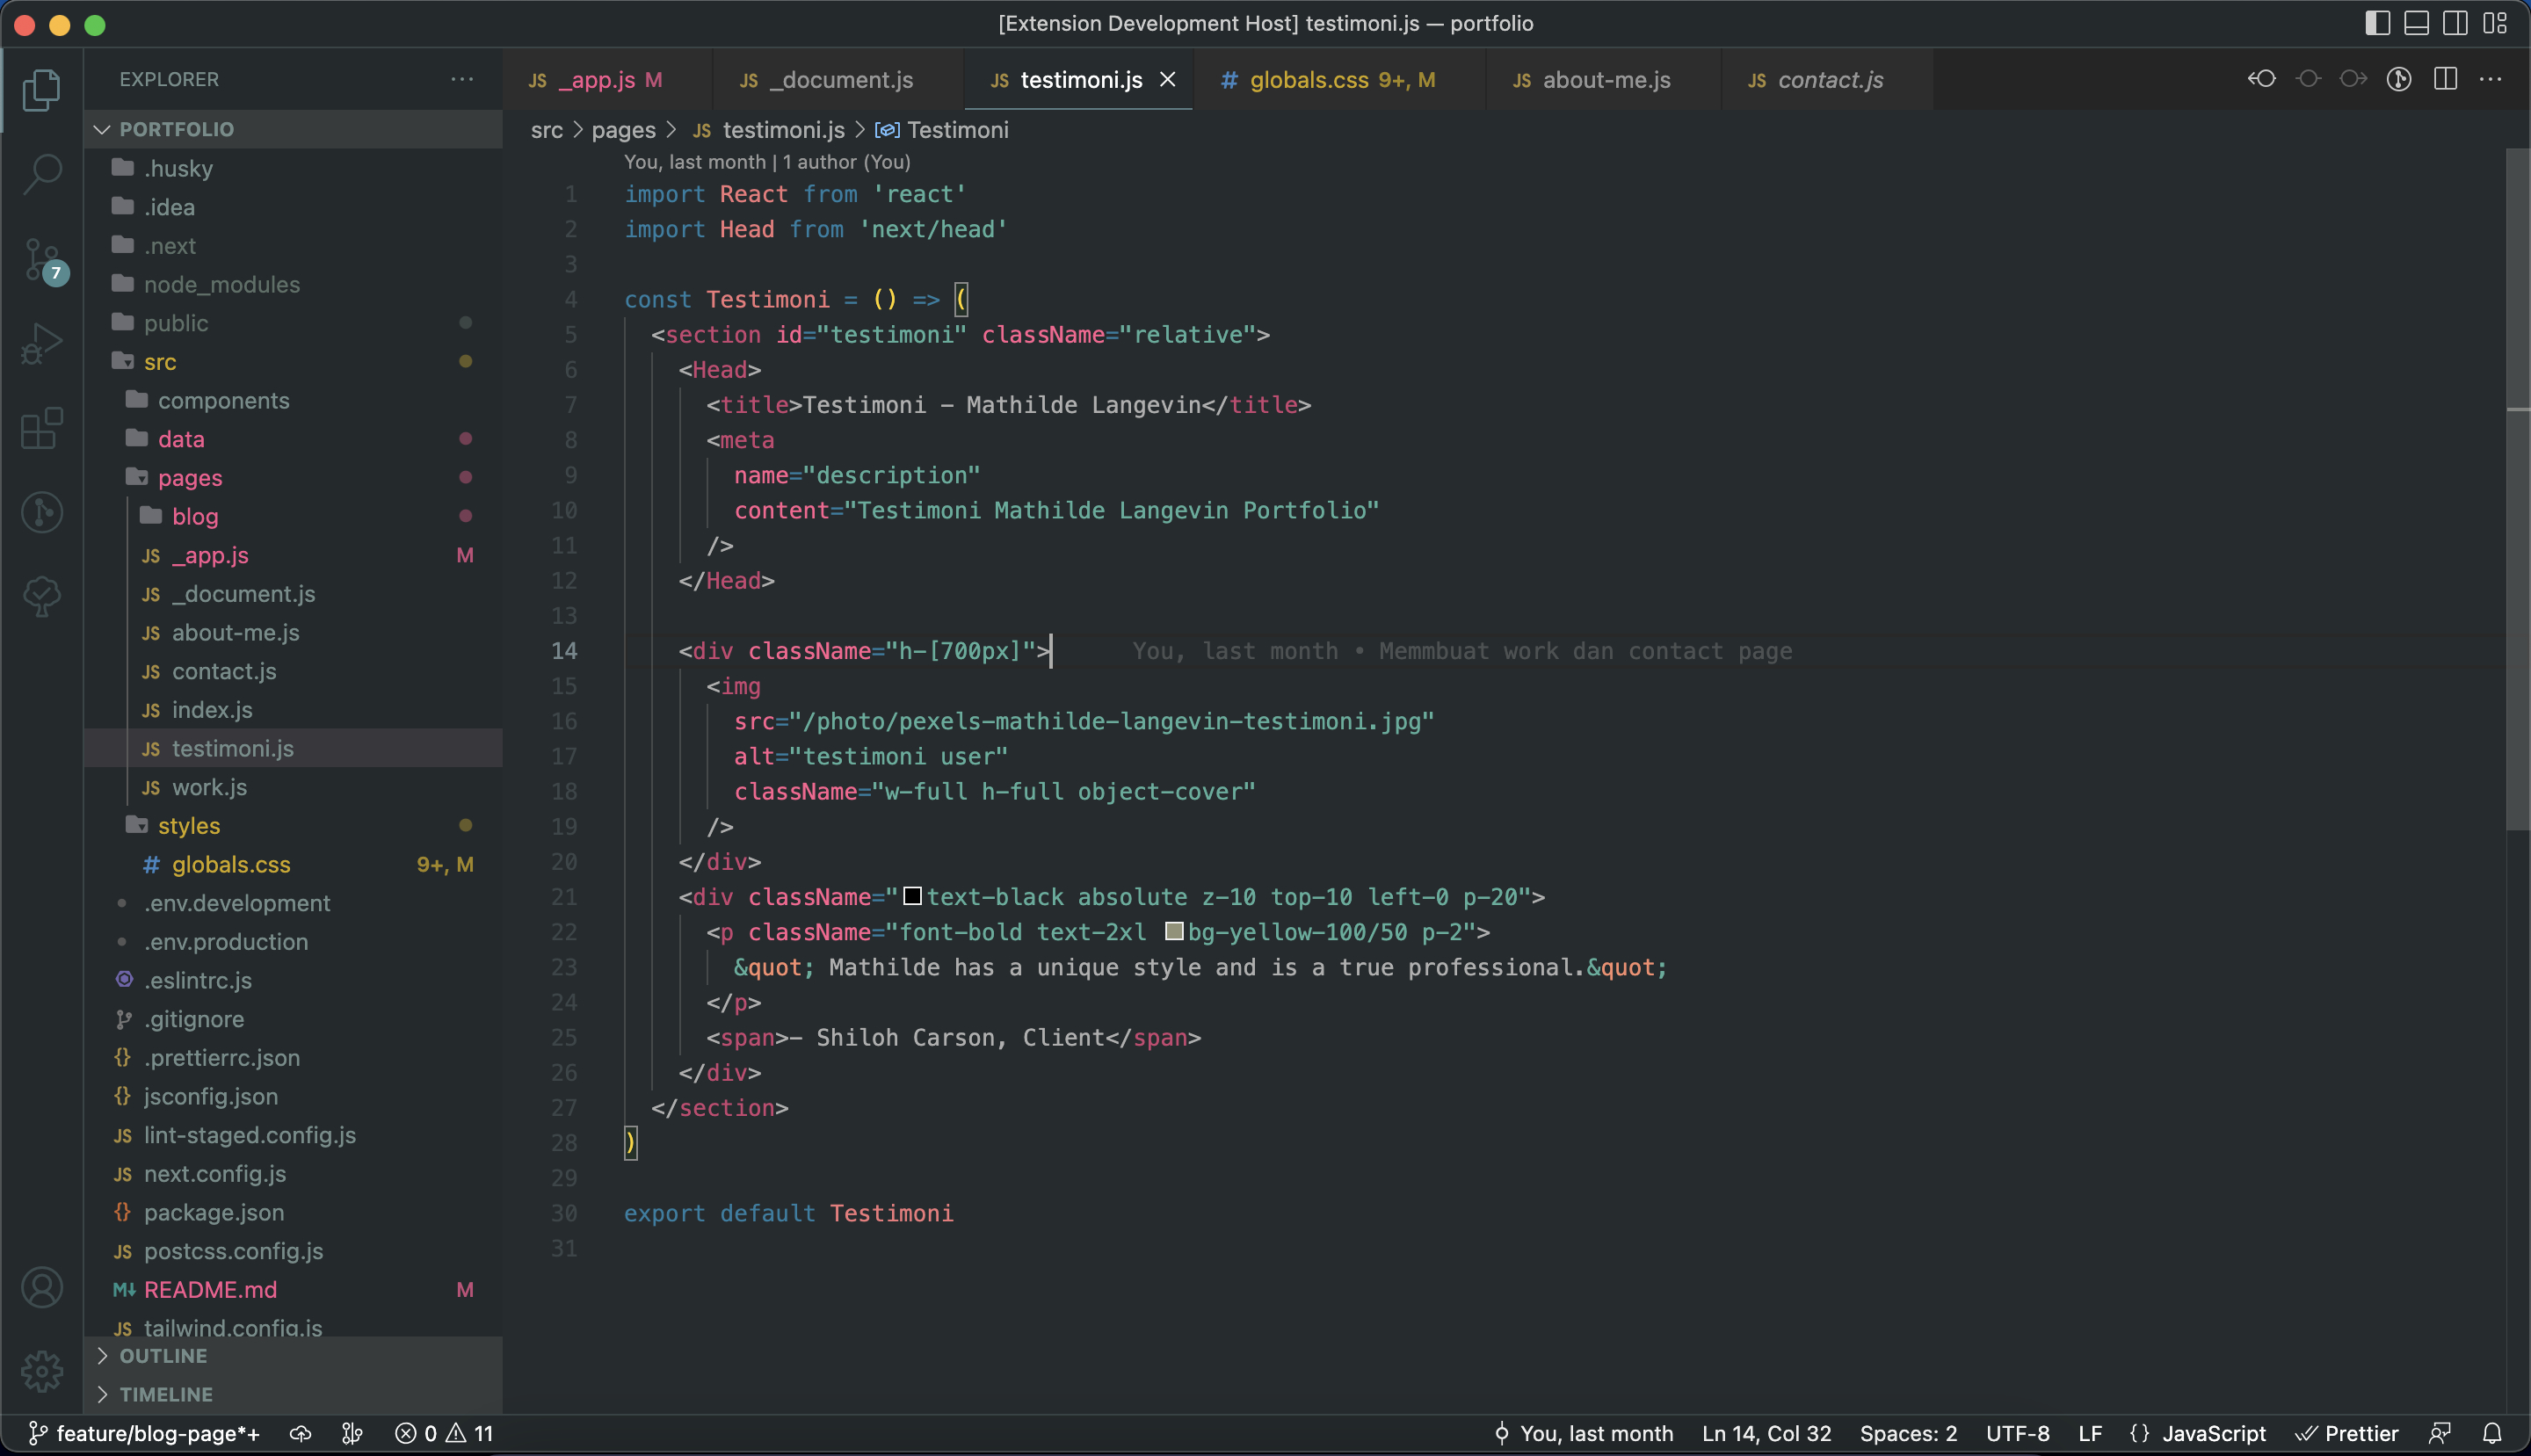 [Extension Development Host] testimoni.js — portfolio
EXPLORER
JS _app.js M
JS _document.js
JS testimoni.js
# globals.css 9+, M
JS about-me.js
JS contact.js
PORTFOLIO
.husky
.idea
.next
node_modules
public
src
components
data
pages
blog
JS _app.js M
JS _document.js
JS about-me.js
JS contact.js
JS index.js
JS testimoni.js
JS work.js
styles
# globals.css 9+, M
.env.development
.env.production
.eslintrc.js
.gitignore
{} .prettierrc.json
{} jsconfig.json
JS lint-staged.config.js
JS next.config.js
{} package.json
JS postcss.config.js
M↓ README.md M
JS tailwind.config.js
OUTLINE
TIMELINE
7
src > pages > JS testimoni.js > Testimoni
You, last month | 1 author (You)
1 import React from 'react'
2 import Head from 'next/head'
3
4 const Testimoni = () => (
5 <section id="testimoni" className="relative">
6 <Head>
7 <title>Testimoni - Mathilde Langevin</title>
8 <meta
9 name="description"
10 content="Testimoni Mathilde Langevin Portfolio"
11 />
12 </Head>
13
14 <div className="h-[700px]"> You, last month • Memmbuat work dan contact page
15 <img
16 src="/photo/pexels-mathilde-langevin-testimoni.jpg"
17 alt="testimoni user"
18 className="w-full h-full object-cover"
19 />
20 </div>
21 <div className="text-black absolute z-10 top-10 left-0 p-20">
22 <p className="font-bold text-2xl bg-yellow-100/50 p-2">
23 &quot; Mathilde has a unique style and is a true professional.&quot;
24 </p>
25 <span>- Shiloh Carson, Client</span>
26 </div>
27 </section>
28 )
29
30 export default Testimoni
31
feature/blog-page*+ 0 11 You, last month Ln 14, Col 32 Spaces: 2 UTF-8 LF {} JavaScript Prettier